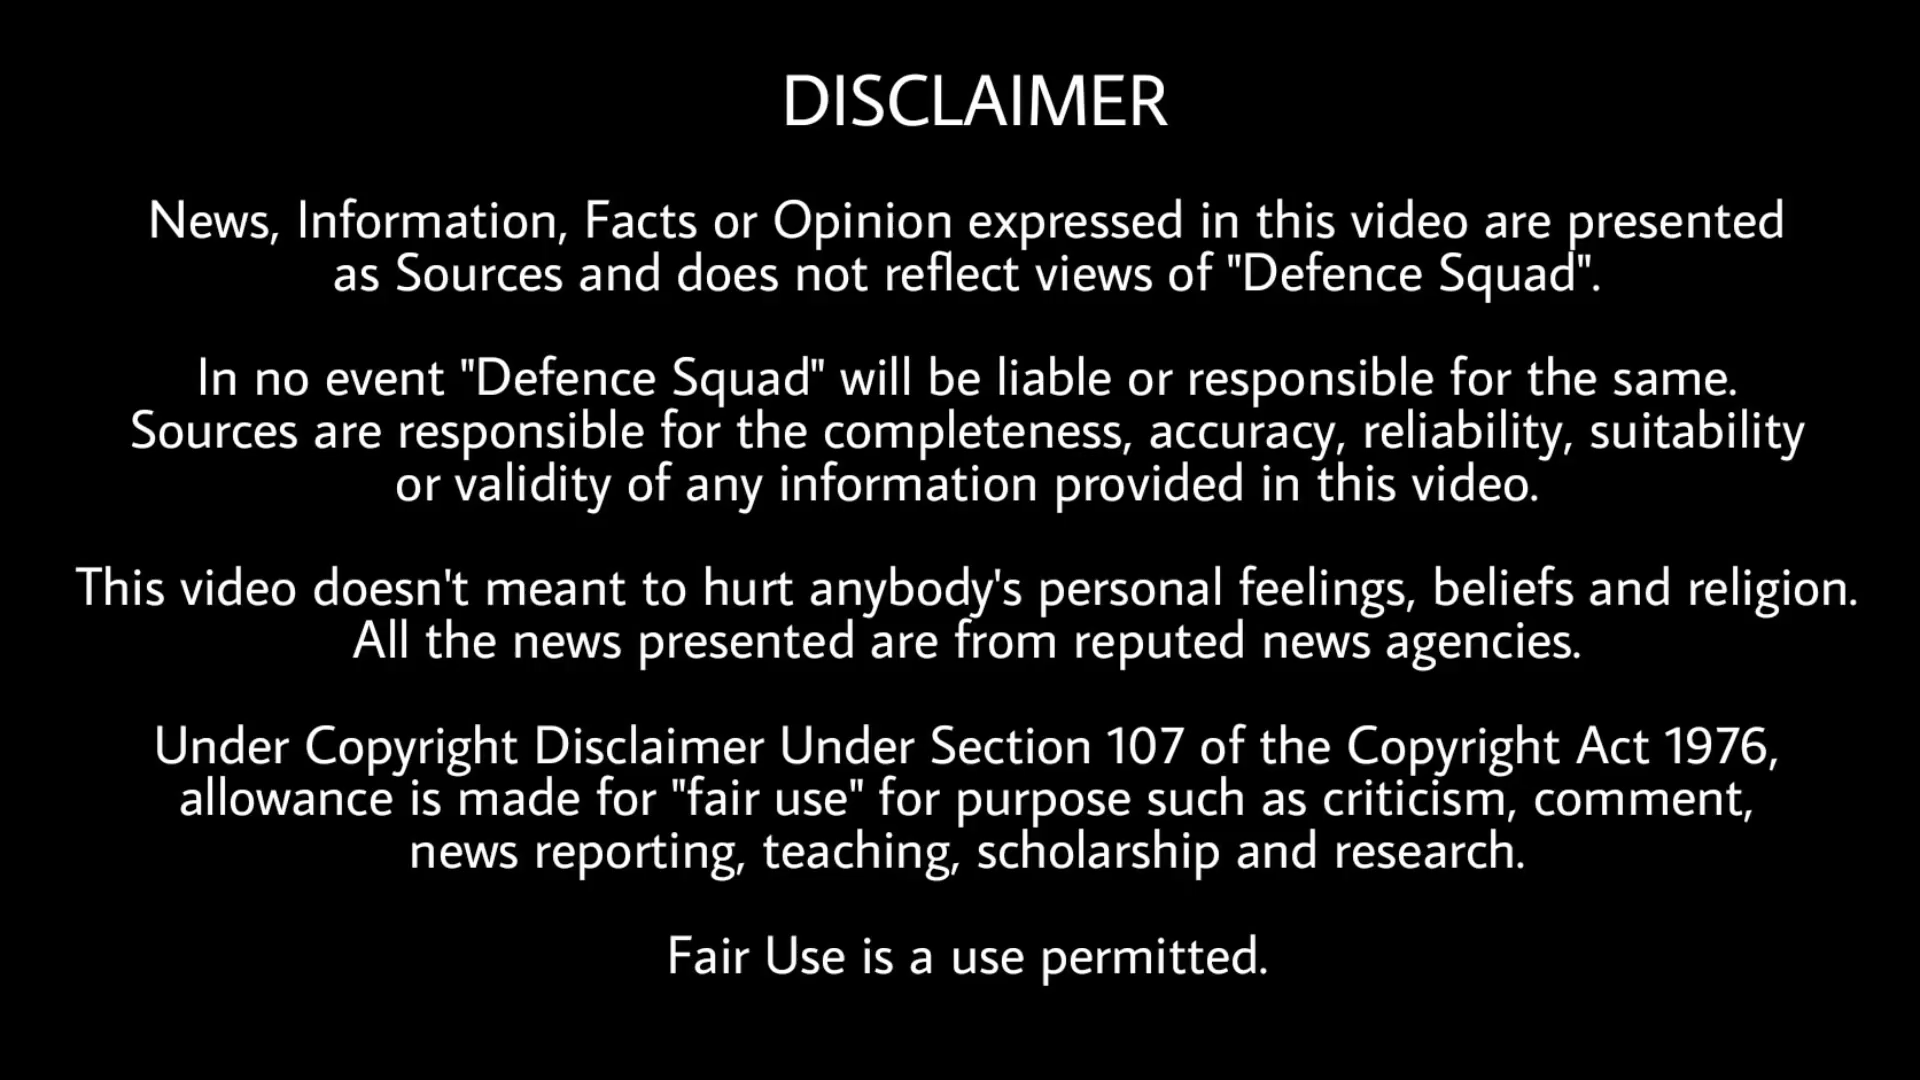 DISCLAIMER
News, Information, Facts or Opinion expressed in this video are presented
as Sources and does not reflect views of "Defence Squad".
In no event "Defence Squad" will be liable or responsible for the same.
Sources are responsible for the completeness, accuracy, reliability, suitability
or validity of any information provided in this video.
This video doesn't meant to hurt anybody's personal feelings, beliefs and religion.
All the news presented are from reputed news agencies.
Under Copyright Disclaimer Under Section 107 of the Copyright Act 1976,
allowance is made for "fair use" for purpose such as criticism, comment,
news reporting, teaching, scholarship and research.
Fair Use is a use permitted.